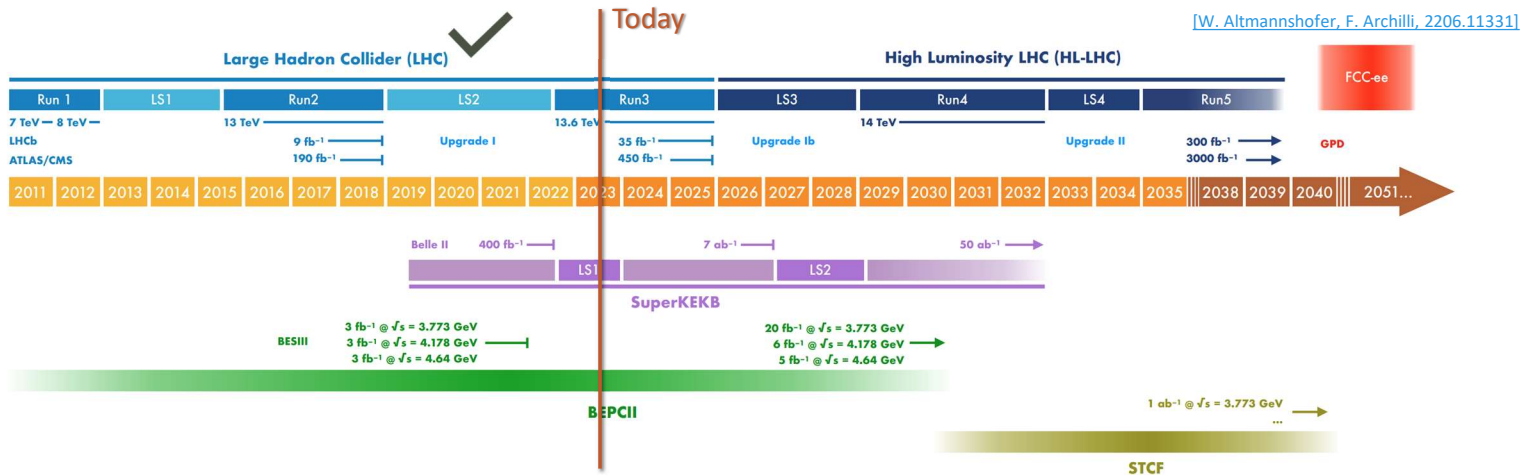 Today
[W. Altmannshofer, F. Archilli, 2206.11331]
Large Hadron Collider (LHC)
High Luminosity LHC (HL-LHC)
FCC-ee
Run 1 LS1 Run2 LS2 Run3 LS3 Run4 LS4 Run5
7 TeV — 8 TeV 13 TeV 13.6 TeV 14 TeV
LHCb 9 fb⁻¹ Upgrade I 35 fb⁻¹ Upgrade Ib Upgrade II 300 fb⁻¹ GPD
ATLAS/CMS 190 fb⁻¹ 450 fb⁻¹ 3000 fb⁻¹
2011 2012 2013 2014 2015 2016 2017 2018 2019 2020 2021 2022 2023 2024 2025 2026 2027 2028 2029 2030 2031 2032 2033 2034 2035 2038 2039 2040 2051...
Belle II 400 fb⁻¹ 7 ab⁻¹ 50 ab⁻¹
LS1 LS2
SuperKEKB
3 fb⁻¹ @ √s = 3.773 GeV 20 fb⁻¹ @ √s = 3.773 GeV
BESIII 3 fb⁻¹ @ √s = 4.178 GeV 6 fb⁻¹ @ √s = 4.178 GeV
3 fb⁻¹ @ √s = 4.64 GeV 5 fb⁻¹ @ √s = 4.64 GeV
BEPCII
1 ab⁻¹ @ √s = 3.773 GeV
...
STCF